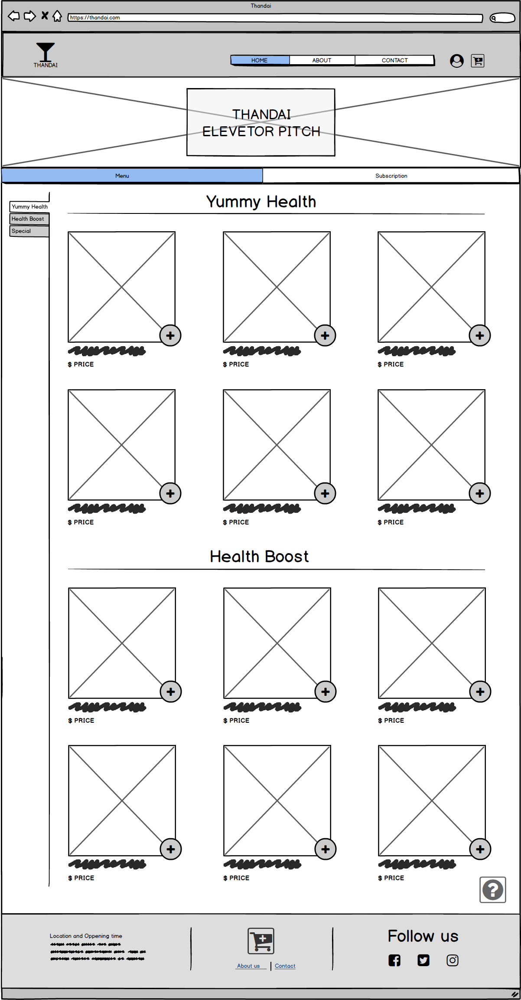 Thandai
https://thandai.com
THANDAI
HOME
ABOUT
CONTACT
THANDAI
ELEVETOR PITCH
Menu
Subscription
Yummy Health
Health Boost
Special
Yummy Health
$ PRICE
$ PRICE
$ PRICE
$ PRICE
$ PRICE
$ PRICE
Health Boost
$ PRICE
$ PRICE
$ PRICE
$ PRICE
$ PRICE
$ PRICE
?
Location and Oppening time
About us
Contact
Follow us